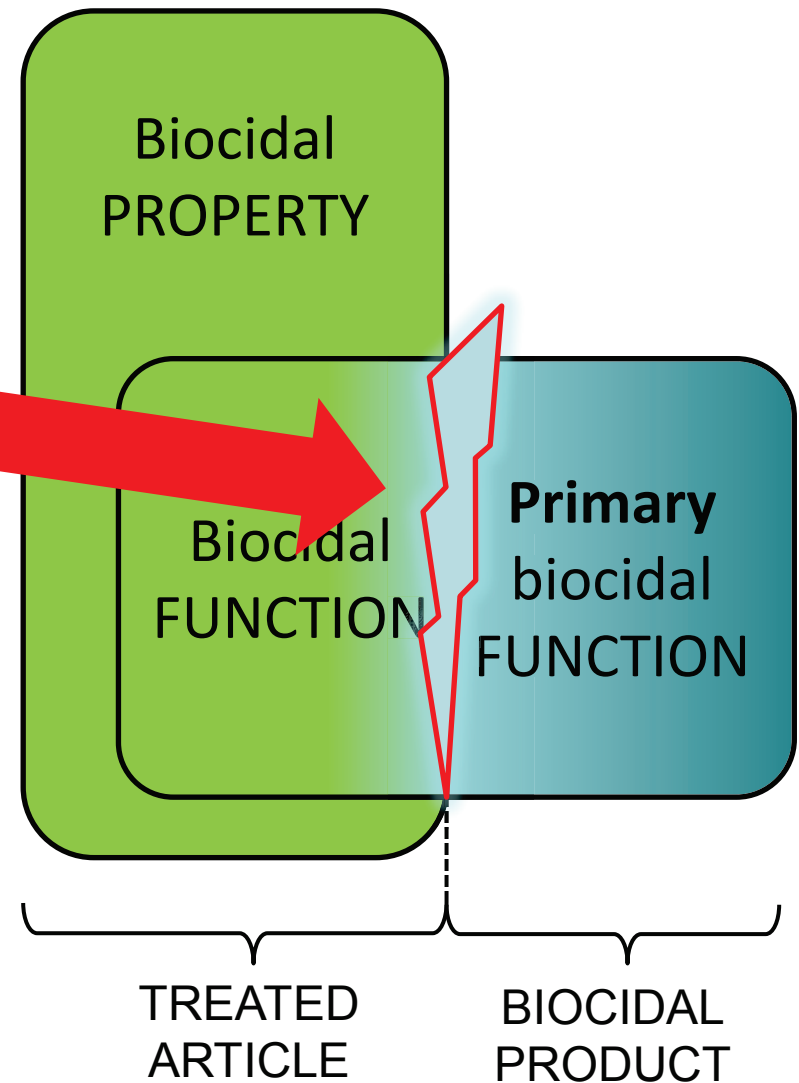 Biocidal
PROPERTY
Biocidal
FUNCTION
Primary
biocidal
FUNCTION
TREATED
ARTICLE
BIOCIDAL
PRODUCT